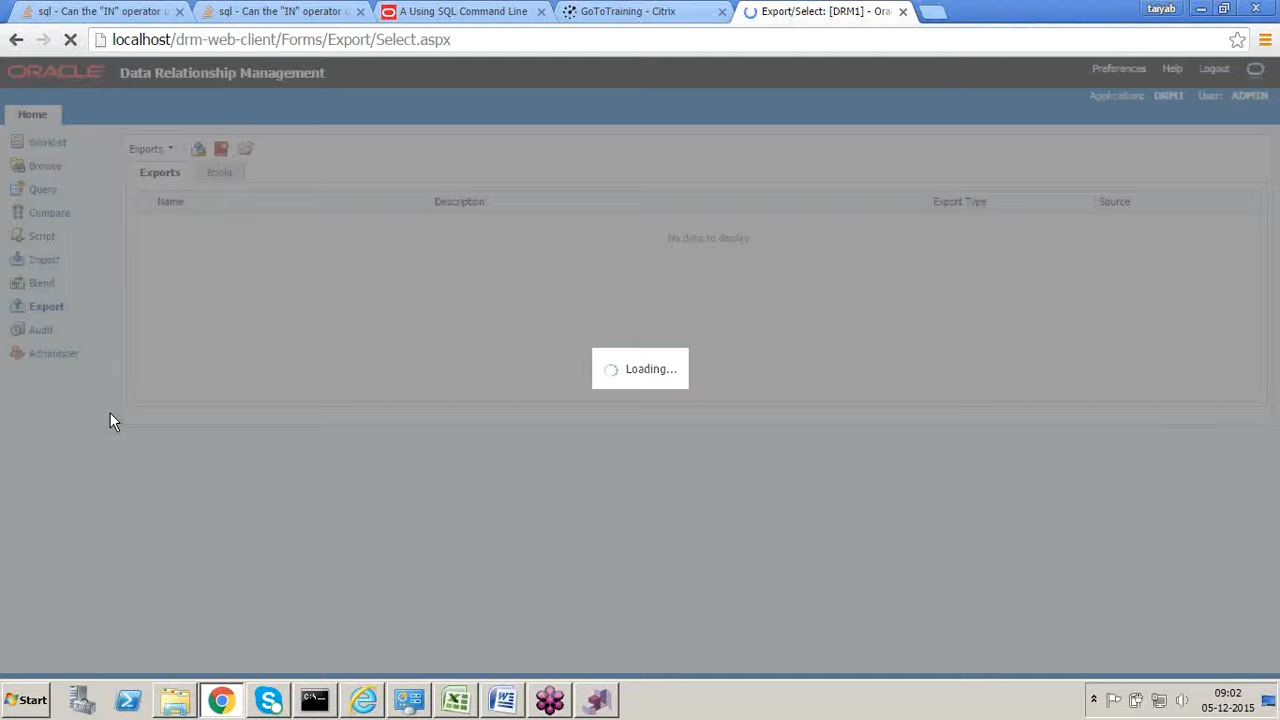 sql - Can the "IN" operator u
sql - Can the "IN" operator u
A Using SQL Command Line
GoToTraining - Citrix
Export/Select: [DRM1] - Ora
taiyab
localhost/drm-web-client/Forms/Export/Select.aspx
ORACLE Data Relationship Management
Preferences Help Logout
Application: DRM1 User: ADMIN
Home
Worklist
Browse
Query
Compare
Script
Import
Blend
Export
Audit
Administer
Exports
Exports Books
Name Description Export Type Source
No data to display
Loading...
Start
C:\.
09:02
05-12-2015